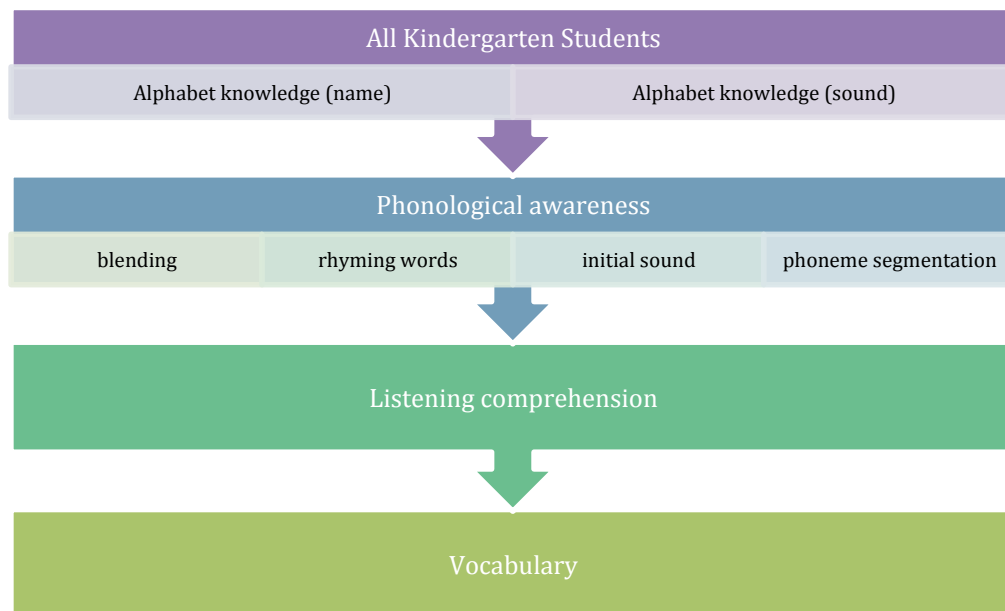 All Kindergarten Students
Alphabet knowledge (name)
Alphabet knowledge (sound)
Phonological awareness
blending
rhyming words
initial sound
phoneme segmentation
Listening comprehension
Vocabulary